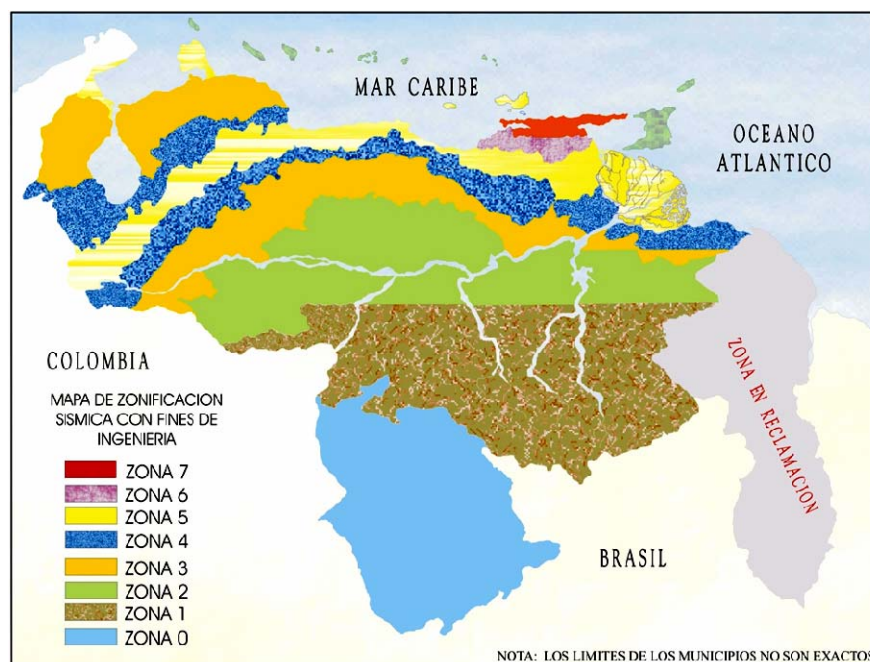 MAR CARIBE
OCEANO
ATLANTICO
COLOMBIA
MAPA DE ZONIFICACION
SISMICA CON FINES DE
INGENIERIA
ZONA 7
ZONA 6
ZONA 5
ZONA 4
ZONA 3
ZONA 2
ZONA 1
ZONA 0
ZONA EN RECLAMACION
BRASIL
NOTA: LOS LIMITES DE LOS MUNICIPIOS NO SON EXACTOS